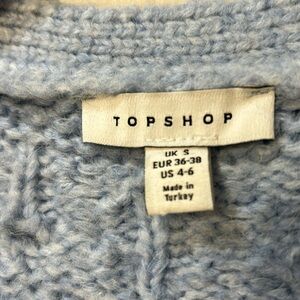 TOPSHOP
UK S
EUR 36-38
US 4-6
Made in
Turkey